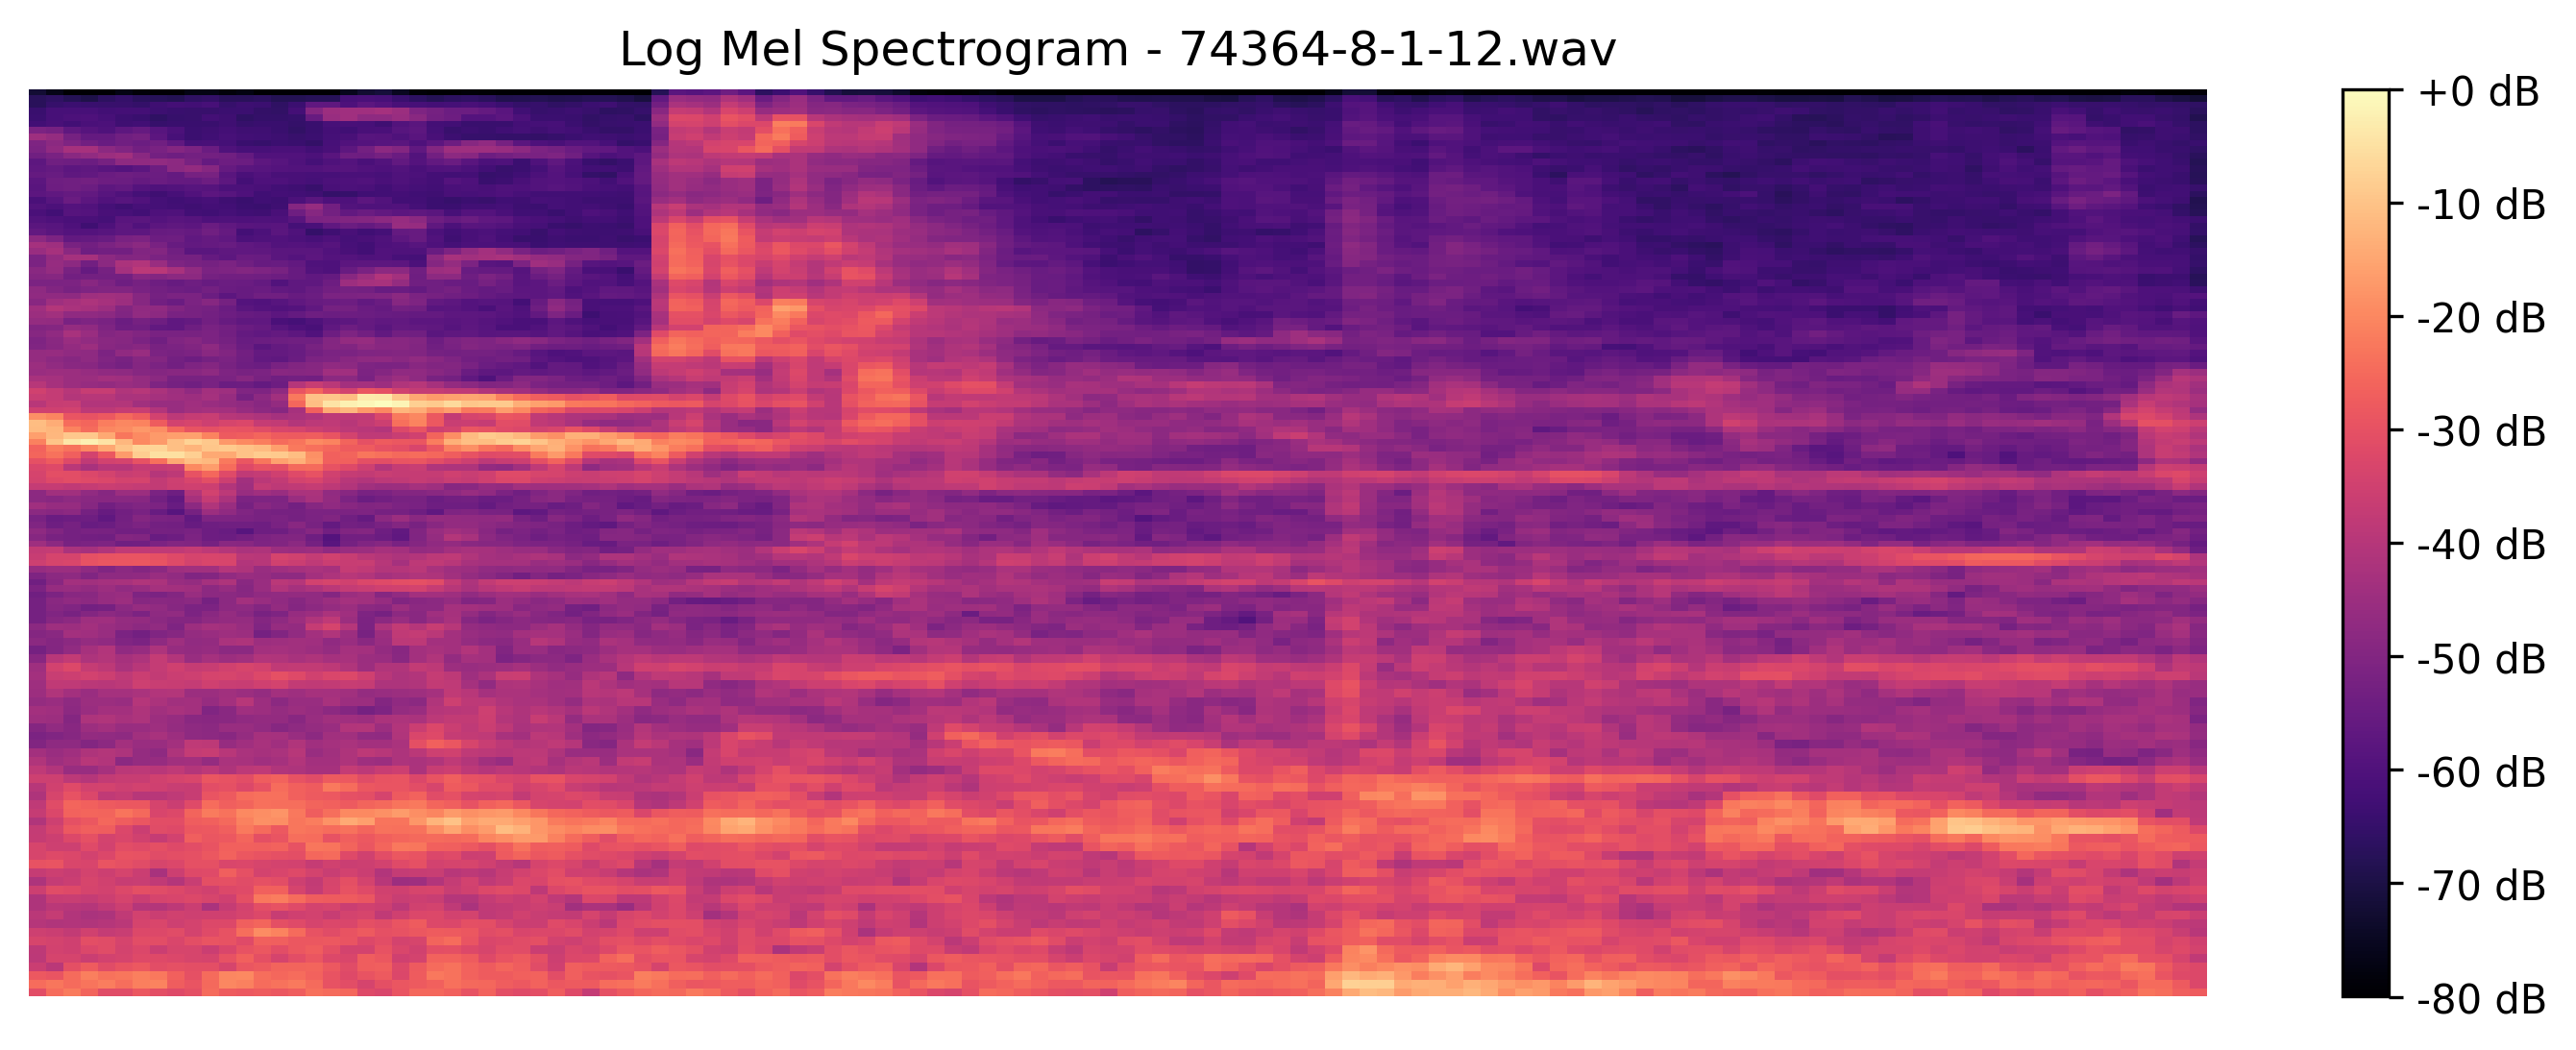 Log Mel Spectrogram - 74364-8-1-12.wav
+0 dB
-10 dB
-20 dB
-30 dB
-40 dB
-50 dB
-60 dB
-70 dB
-80 dB